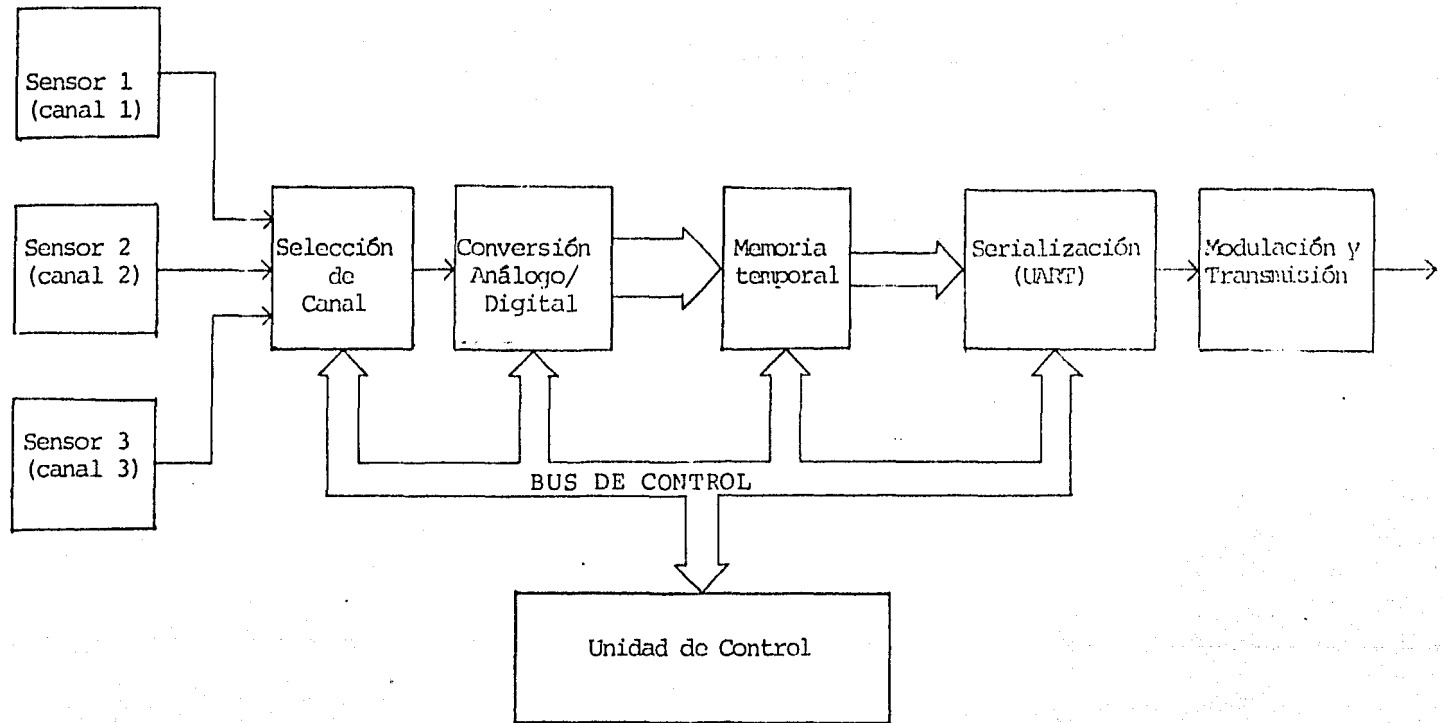 Sensor 1
(canal 1)
Sensor 2
(canal 2)
Sensor 3
(canal 3)
Selección
de
Canal
Conversión
Análogo/
Digital
Memoria
temporal
Serialización
(UART)
Modulación y
Transmisión
BUS DE CONTROL
Unidad de Control